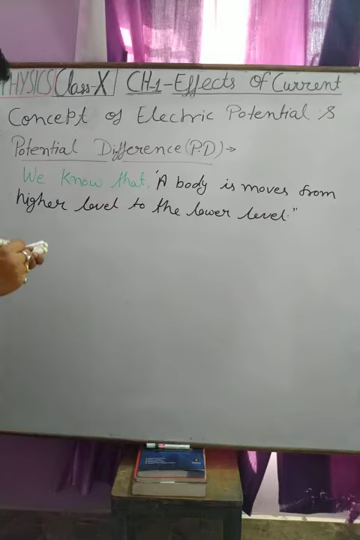 PHYSICS Class-X CH-1-Effects Of Current
Concept of Electric Potential &
Potential Difference (P.D)→
We Know that, "A body is moves from
higher level to the lower level."